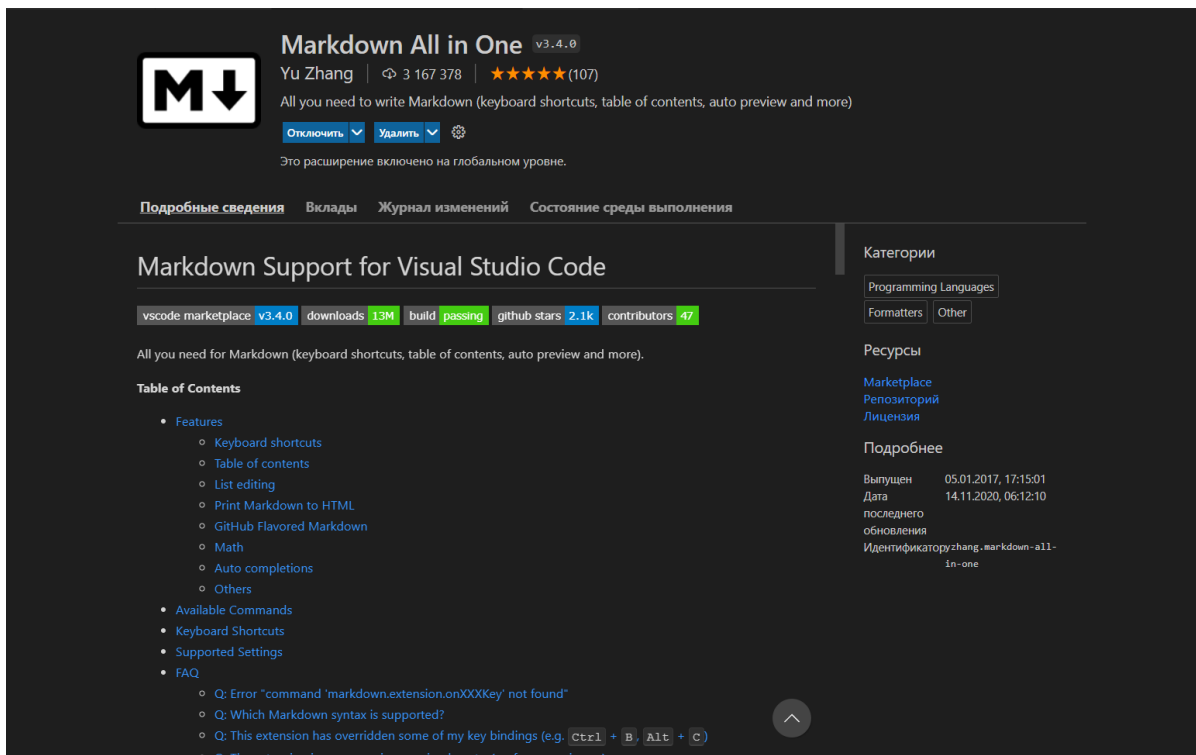 Markdown All in One v3.4.0
Yu Zhang 3 167 378 (107)
All you need to write Markdown (keyboard shortcuts, table of contents, auto preview and more)
Отключить Удалить
Это расширение включено на глобальном уровне.
Подробные сведения Вклады Журнал изменений Состояние среды выполнения
Markdown Support for Visual Studio Code
vscode marketplace v3.4.0 downloads 13M build passing github stars 2.1k contributors 47
All you need for Markdown (keyboard shortcuts, table of contents, auto preview and more).
Table of Contents
Features
Keyboard shortcuts
Table of contents
List editing
Print Markdown to HTML
GitHub Flavored Markdown
Math
Auto completions
Others
Available Commands
Keyboard Shortcuts
Supported Settings
FAQ
Q: Error "command 'markdown.extension.onXXXKey' not found"
Q: Which Markdown syntax is supported?
Q: This extension has overridden some of my key bindings (e.g. Ctrl + B, Alt + C)
Категории
Programming Languages
Formatters Other
Ресурсы
Marketplace
Репозиторий
Лицензия
Подробнее
Выпущен 05.01.2017, 17:15:01
Дата 14.11.2020, 06:12:10
последнего
обновления
Идентификатор yzhang.markdown-all-
in-one